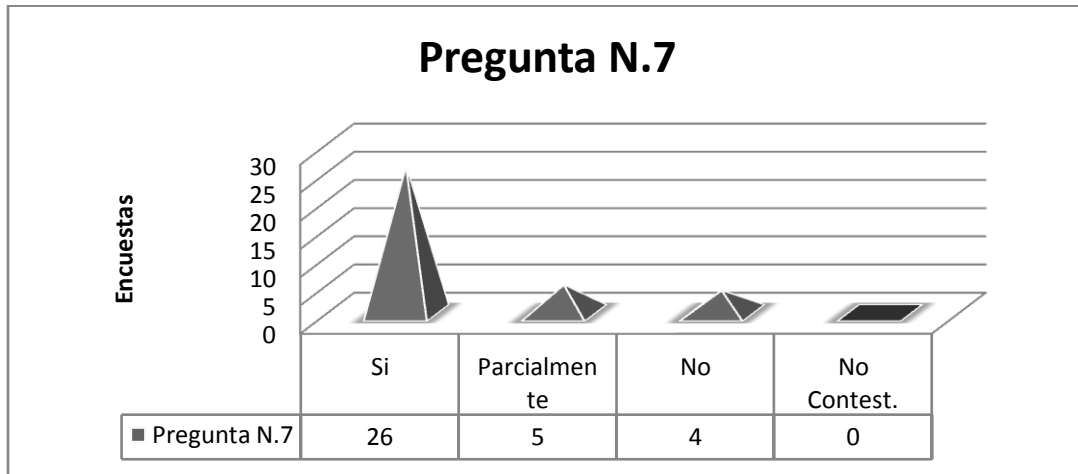 Pregunta N.7
30
25
20
15
10
5
0
Encuestas
Si
Parcialmen
te
No
No
Contest.
Pregunta N.7 26 5 4 0